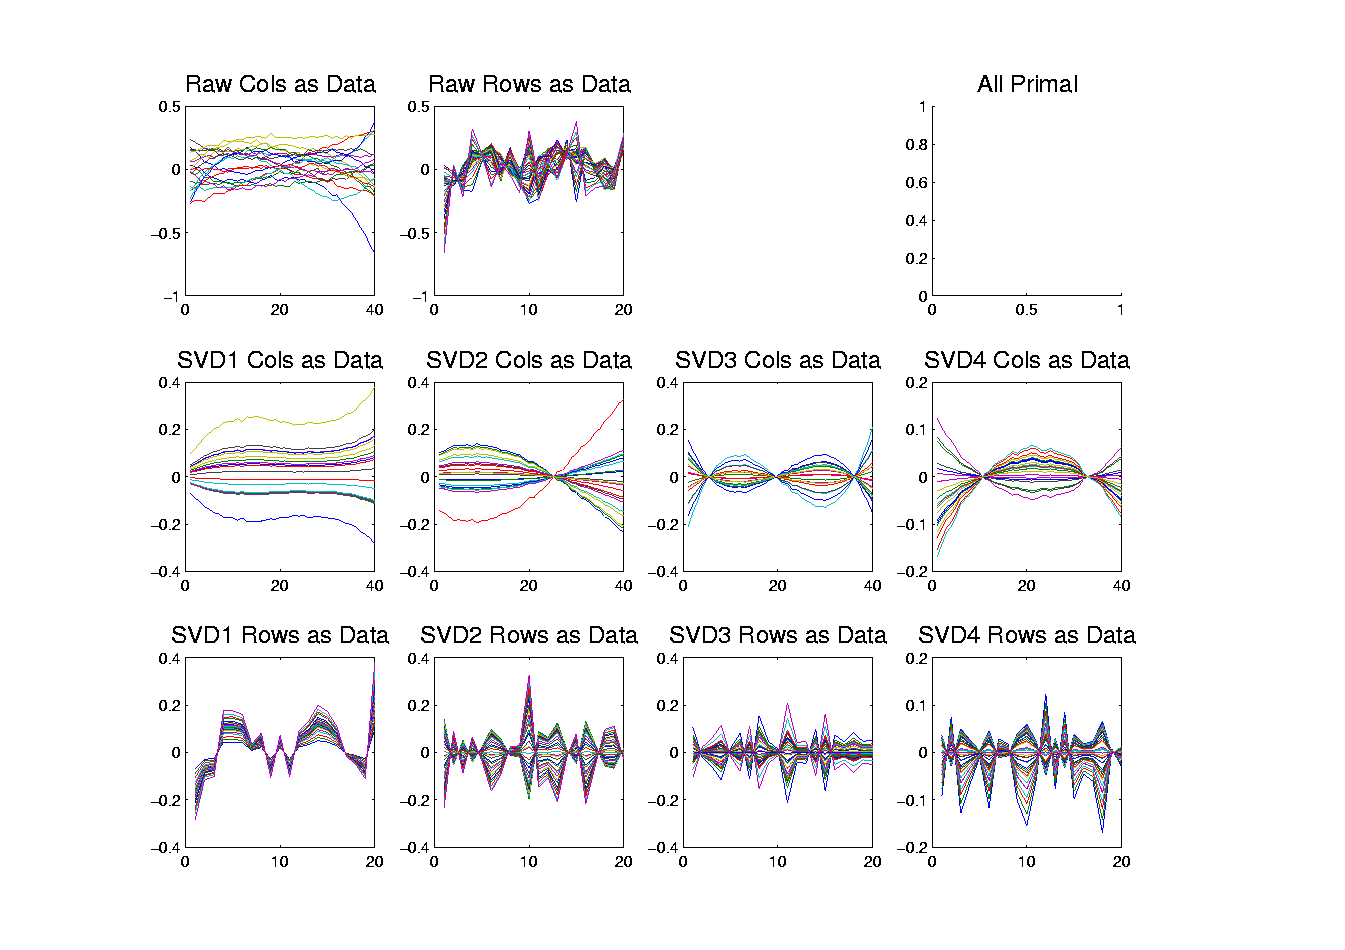 Raw Cols as Data Raw Rows as Data All Primal
0.5 0.5 1
0.8
0 0 0.6
−0.5 −0.5 0.4
0.2
−1 −1 0
0 20 40 0 10 20 0 0.5 1
SVD1 Cols as Data SVD2 Cols as Data SVD3 Cols as Data SVD4 Cols as Data
0.4 0.4 0.4 0.2
0.2 0.2 0.2 0.1
0 0 0 0
−0.2 −0.2 −0.2 −0.1
−0.4 −0.4 −0.4 −0.2
0 20 40 0 20 40 0 20 40 0 20 40
SVD1 Rows as Data SVD2 Rows as Data SVD3 Rows as Data SVD4 Rows as Data
0.4 0.4 0.4 0.2
0.2 0.2 0.2 0.1
0 0 0 0
−0.2 −0.2 −0.2 −0.1
−0.4 −0.4 −0.4 −0.2
0 10 20 0 10 20 0 10 20 0 10 20